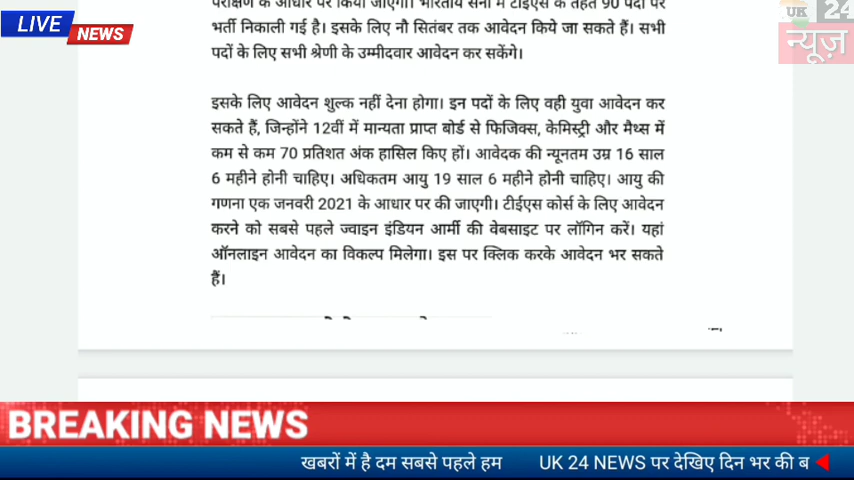 परीक्षण के आधार पर किया जाएगा। भारतीय सेना में टीईएस के तहत 90 पदों पर
भर्ती निकाली गई है। इसके लिए नौ सितंबर तक आवेदन किये जा सकते हैं। सभी
पदों के लिए सभी श्रेणी के उम्मीदवार आवेदन कर सकेंगे।
इसके लिए आवेदन शुल्क नहीं देना होगा। इन पदों के लिए वही युवा आवेदन कर
सकते हैं, जिन्होंने 12वीं में मान्यता प्राप्त बोर्ड से फिजिक्स, केमिस्ट्री और मैथ्स में
कम से कम 70 प्रतिशत अंक हासिल किए हों। आवेदक की न्यूनतम उम्र 16 साल
6 महीने होनी चाहिए। अधिकतम आयु 19 साल 6 महीने होनी चाहिए। आयु की
गणना एक जनवरी 2021 के आधार पर की जाएगी। टीईएस कोर्स के लिए आवेदन
करने को सबसे पहले ज्वाइन इंडियन आर्मी की वेबसाइट पर लॉगिन करें। यहां
ऑनलाइन आवेदन का विकल्प मिलेगा। इस पर क्लिक करके आवेदन भर सकते
हैं।
LIVE
NEWS
UK 24
न्यूज़
BREAKING NEWS
खबरों में है दम सबसे पहले हम UK 24 NEWS पर देखिए दिन भर की ब